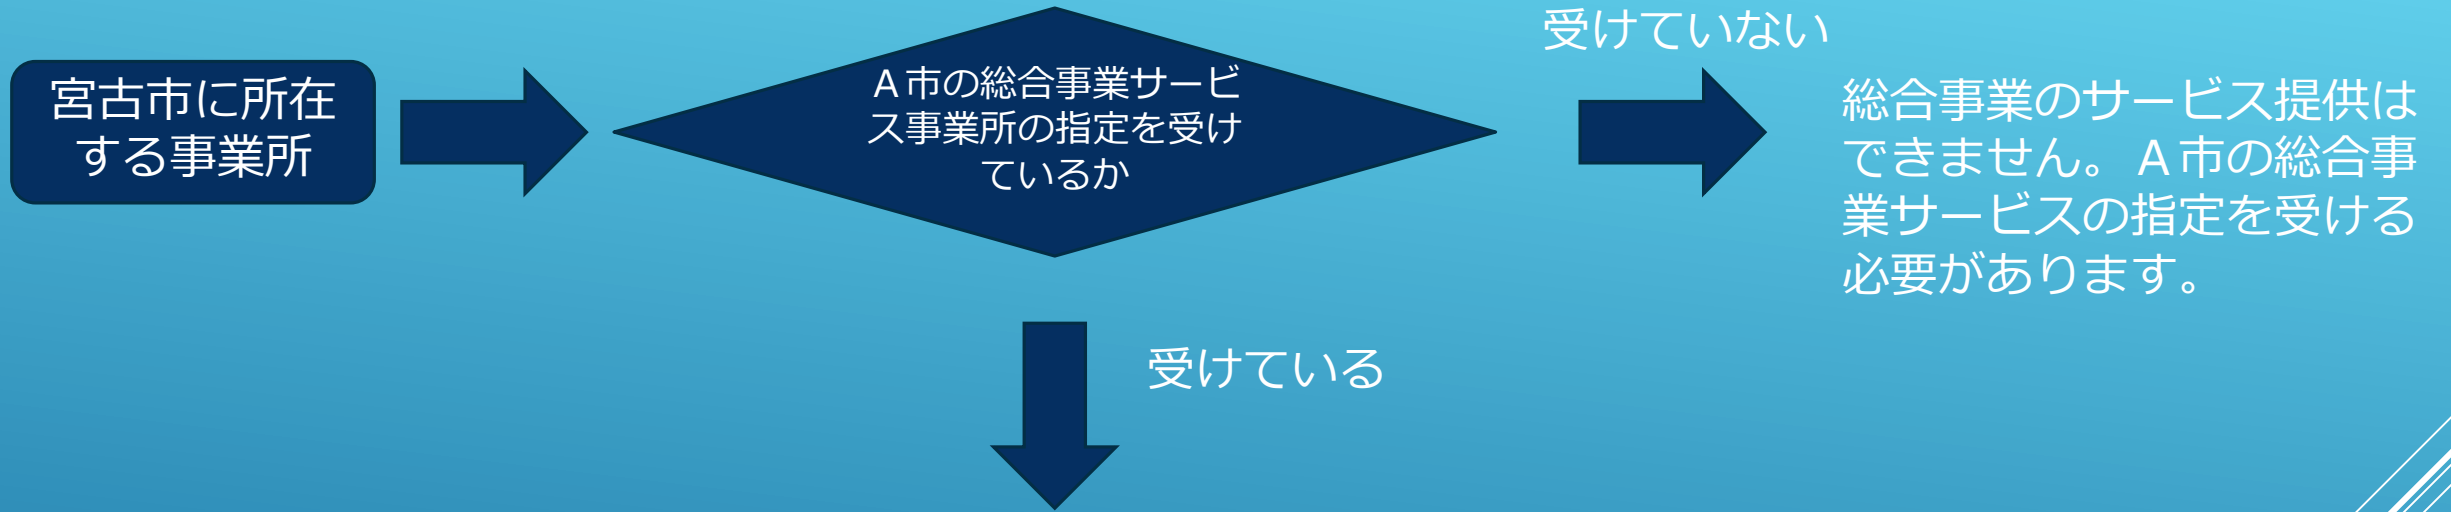 宮古市に所在
する事業所
Ａ市の総合事業サービ
ス事業所の指定を受け
ているか
受けていない
総合事業のサービス提供は
できません。Ａ市の総合事
業サービスの指定を受ける
必要があります。
受けている